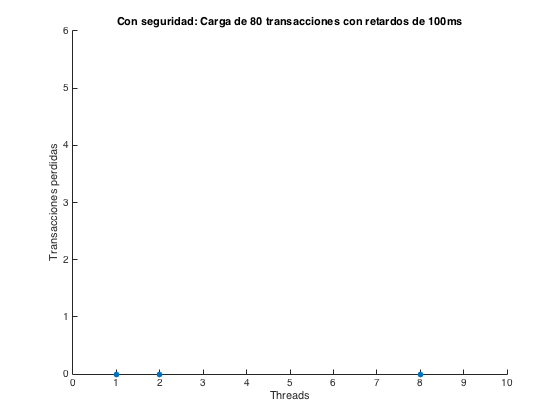 Con seguridad: Carga de 80 transacciones con retardos de 100ms
6
5
4
3
2
1
0
Transacciones perdidas
0 1 2 3 4 5 6 7 8 9 10
Threads